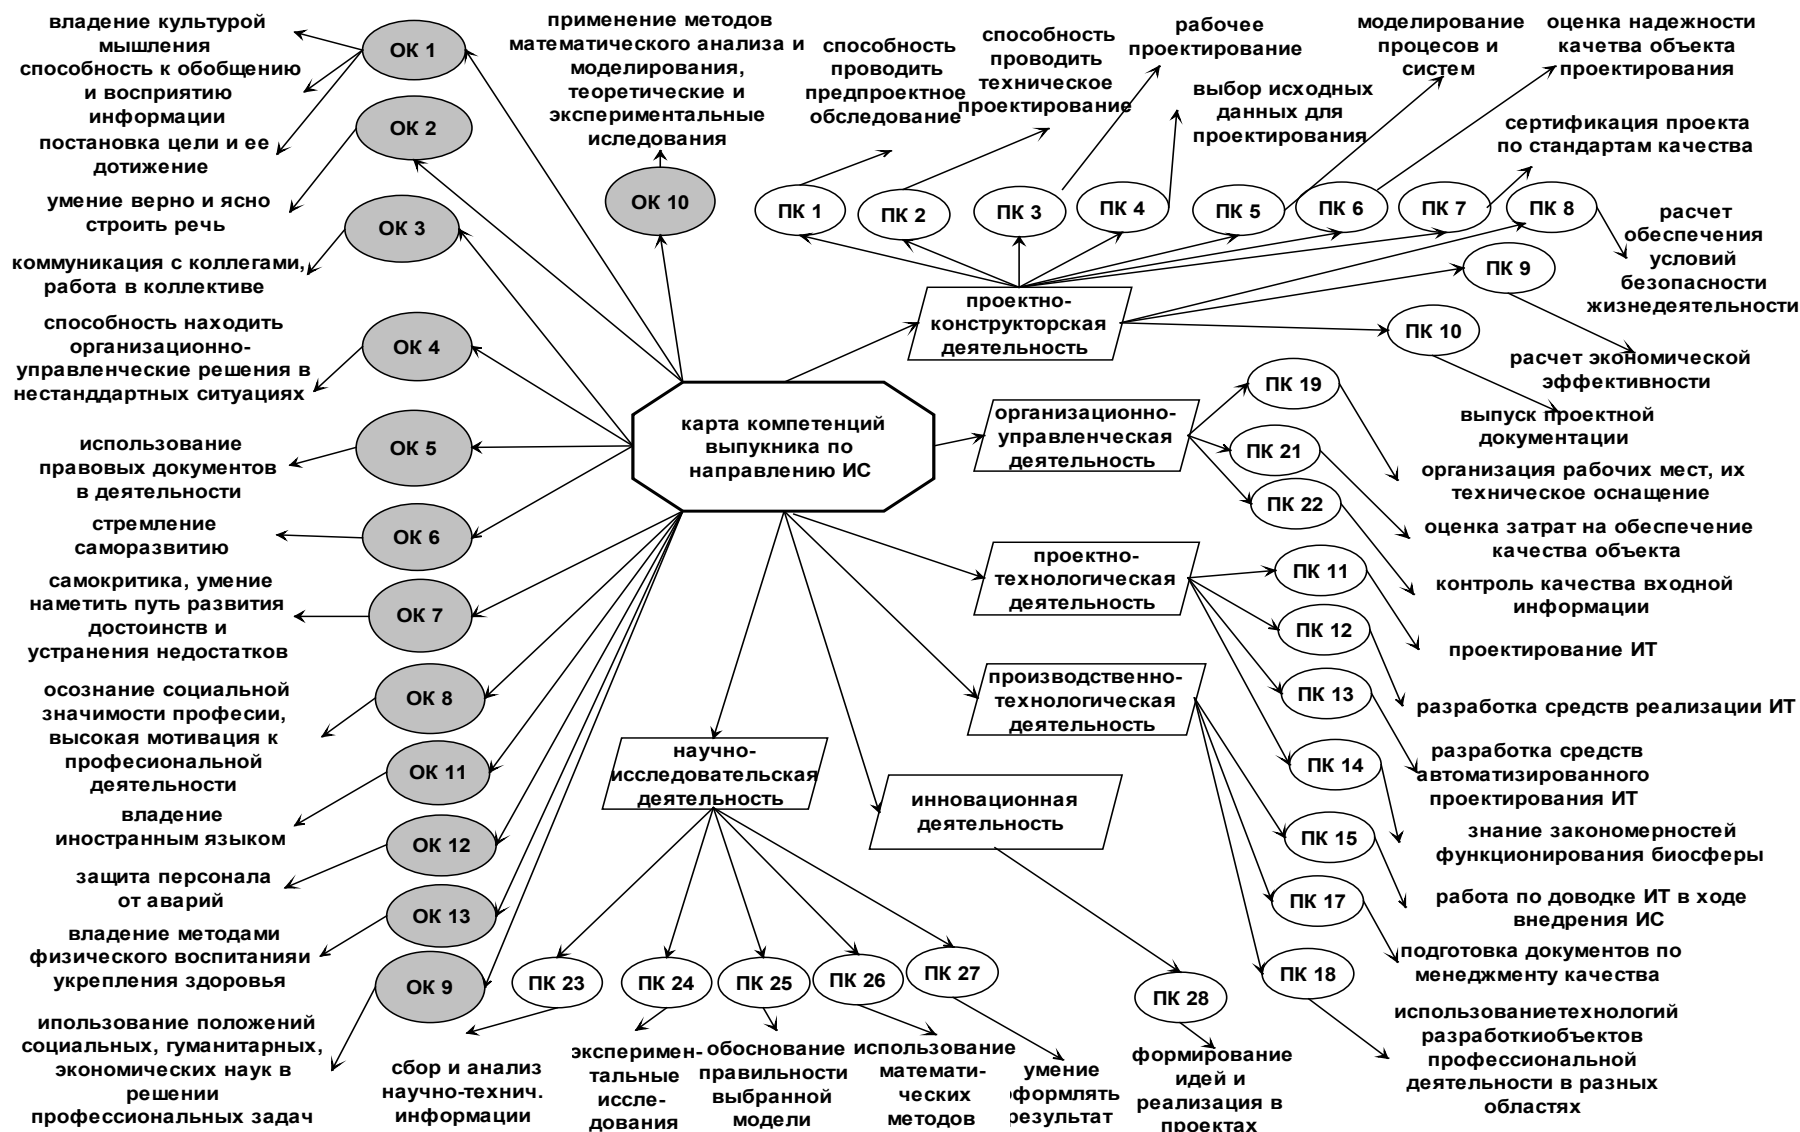 владение культурой
мышления
способность к обобщению
и восприятию
информации
постановка цели и ее
дотижение
умение верно и ясно
строить речь
коммуникация с коллегами,
работа в коллективе
способность находить
организационно-
управленческие решения в
нестанддартных ситуациях
использование
правовых документов
в деятельности
стремление
саморазвитию
самокритика, умение
наметить путь развития
достоинств и
устранения недостатков
осознание социальной
значимости професии,
высокая мотивация к
професиональной
деятельности
владение
иностранным языком
защита персонала
от аварий
владение методами
физического воспитанияи
укрепления здоровья
ипользование положений
социальных, гуманитарных,
экономических наук в
решении
профессиональных задач
ОК 1
ОК 2
ОК 3
ОК 4
ОК 5
ОК 6
ОК 7
ОК 8
ОК 11
ОК 12
ОК 13
ОК 9
применение методов
математического анализа и
моделирования,
теоретические и
экспериментальные
иследования
ОК 10
карта компетенций
выпукника по
направлению ИС
способность
проводить
предпроектное
обследование
способность
проводить
техническое
проектирование
рабочее
проектирование
выбор исходных
данных для
проектирования
моделирование
процесов и
систем
оценка надежности
качетва объекта
проектирования
сертификация проекта
по стандартам качества
расчет
обеспечения
условий
безопасности
жизнедеятельности
ПК 1
ПК 2
ПК 3
ПК 4
ПК 5
ПК 6
ПК 7
ПК 8
ПК 9
ПК 10
проектно-
конструкторская
деятельность
расчет экономической
эффективности
выпуск проектной
документации
организационно-
управленческая
деятельность
ПК 19
ПК 21
ПК 22
организация рабочих мест, их
техническое оснащение
оценка затрат на обеспечение
качества объекта
контроль качества входной
информации
проектно-
технологическая
деятельность
ПК 11
ПК 12
ПК 13
ПК 14
проектирование ИТ
разработка средств реализации ИТ
разработка средств
автоматизированного
проектирования ИТ
знание закономерностей
функционирования биосферы
производственно-
технологическая
деятельность
ПК 15
ПК 17
ПК 18
работа по доводке ИТ в ходе
внедрения ИС
подготовка документов по
менеджменту качества
использованиетехнологий
разработкиобъектов
профессиональной
деятельности в разных
областях
научно-
исследовательская
деятельность
инновационная
деятельность
ПК 23
ПК 24
ПК 25
ПК 26
ПК 27
ПК 28
сбор и анализ
научно-технич.
информации
эксперимен-
тальные
иссле-
дования
обоснование
правильности
выбранной
модели
использование
математи-
ческих
методов
умение
оформлять
результат
формирование
идей и
реализация в
проектах